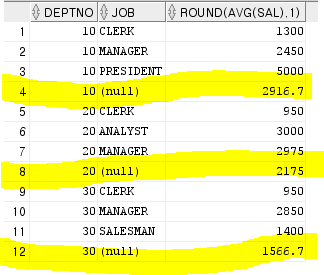 DEPTNO JOB ROUND(AVG(SAL),1)
1 10 CLERK 1300
2 10 MANAGER 2450
3 10 PRESIDENT 5000
4 10 (null) 2916.7
5 20 CLERK 950
6 20 ANALYST 3000
7 20 MANAGER 2975
8 20 (null) 2175
9 30 CLERK 950
10 30 MANAGER 2850
11 30 SALESMAN 1400
12 30 (null) 1566.7